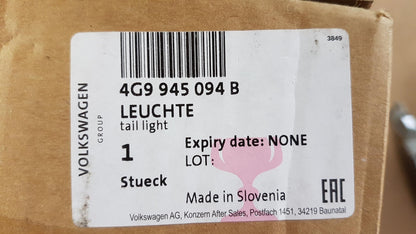 3849
4G9 945 094 B
LEUCHTE
tail light
VOLKSWAGEN
GROUP
1
Expiry date: NONE
LOT:
Stueck
Made in Slovenia
EAC
Volkswagen AG, Konzern After Sales, Postlach 1451, 34219 Baunatal